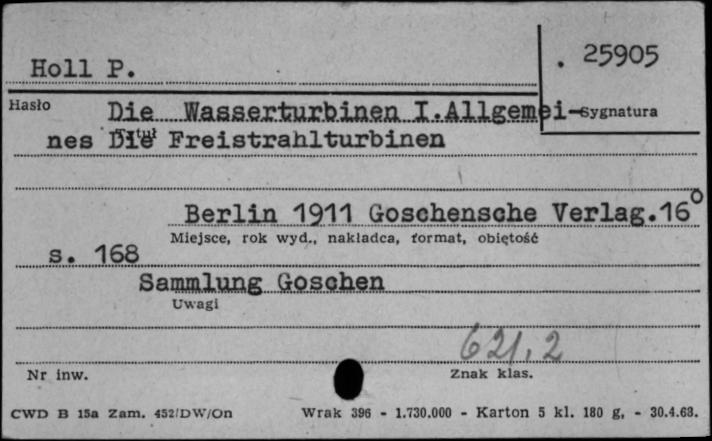 Holl P.
. 25905
Hasło
Die Wasserturbinen I.Allgemei-
Sygnatura
nes Die Freistrahlturbinen
Tytuł
Berlin 1911 Goschensche Verlag.16°
Miejsce, rok wyd., nakładca, format, objętość
s. 168
Sammlung Goschen
Uwagi
621.2
Nr inw.
Znak klas.
CWD B 15a Zam. 452/DW/On
Wrak 396 - 1.730.000 - Karton 5 kl. 180 g, - 30.4.68.